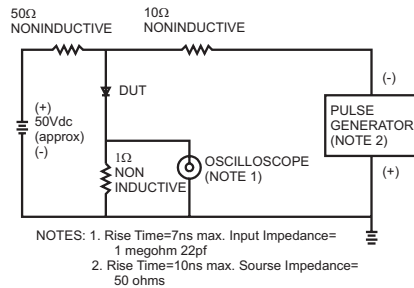 50Ω
NONINDUCTIVE
10Ω
NONINDUCTIVE
DUT
(+)
50Vdc
(approx)
(-)
1Ω
NON
INDUCTIVE
OSCILLOSCOPE
(NOTE 1)
(-)
PULSE
GENERATOR
(NOTE 2)
(+)
NOTES: 1. Rise Time=7ns max. Input Impedance=
1 megohm 22pf
2. Rise Time=10ns max. Sourse Impedance=
50 ohms